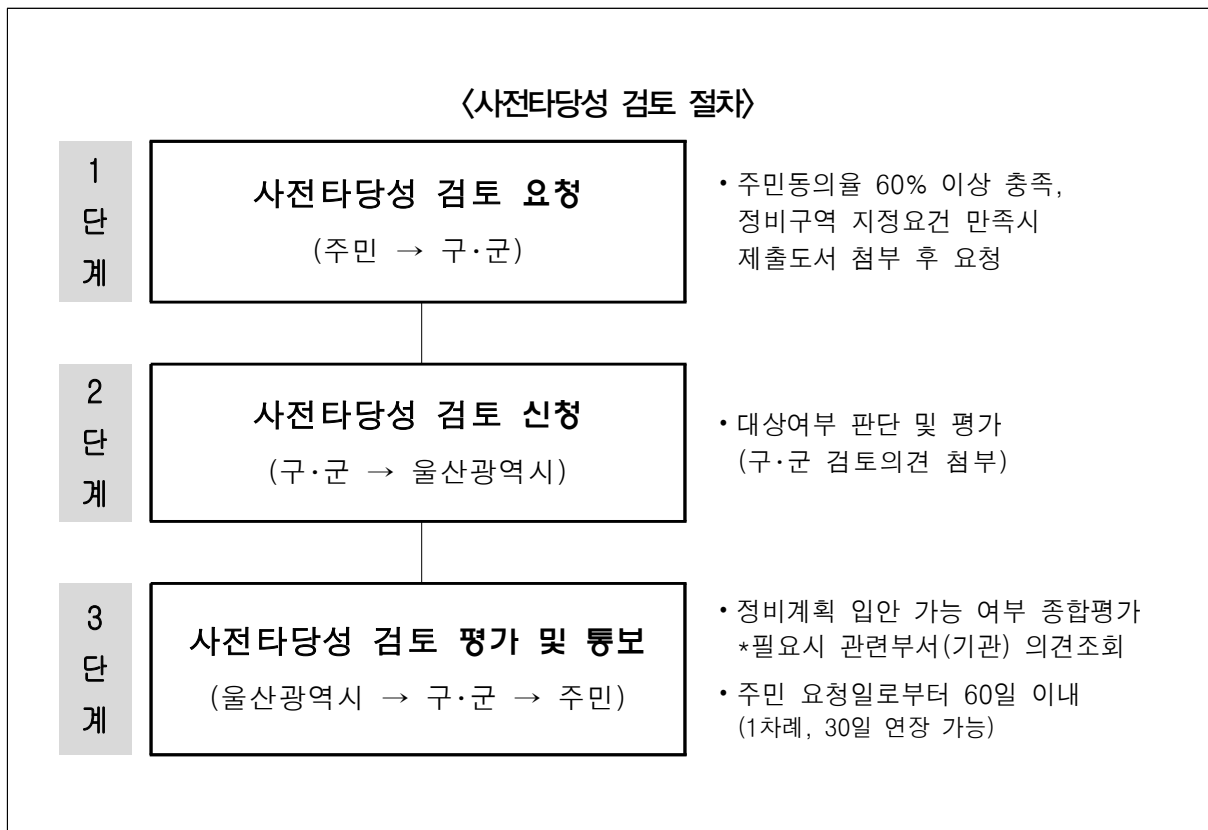 <사전타당성 검토 절차>
1
단
계
사전타당성 검토 요청
(주민 → 구·군)
• 주민동의율 60% 이상 충족,
정비구역 지정요건 만족시
제출도서 첨부 후 요청
2
단
계
사전타당성 검토 신청
(구·군 → 울산광역시)
• 대상여부 판단 및 평가
(구·군 검토의견 첨부)
3
단
계
사전타당성 검토 평가 및 통보
(울산광역시 → 구·군 → 주민)
• 정비계획 입안 가능 여부 종합평가
*필요시 관련부서(기관) 의견조회
• 주민 요청일로부터 60일 이내
(1차례, 30일 연장 가능)